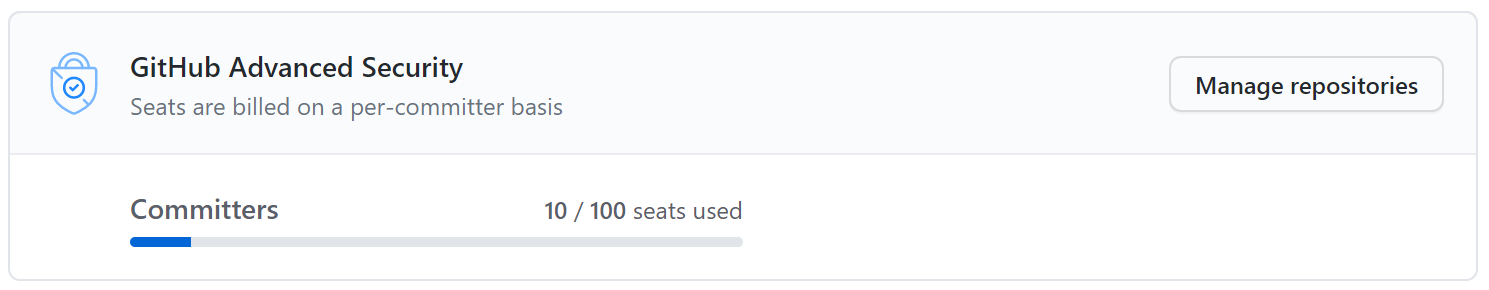 GitHub Advanced Security
Seats are billed on a per-committer basis
Manage repositories
Committers
10 / 100 seats used